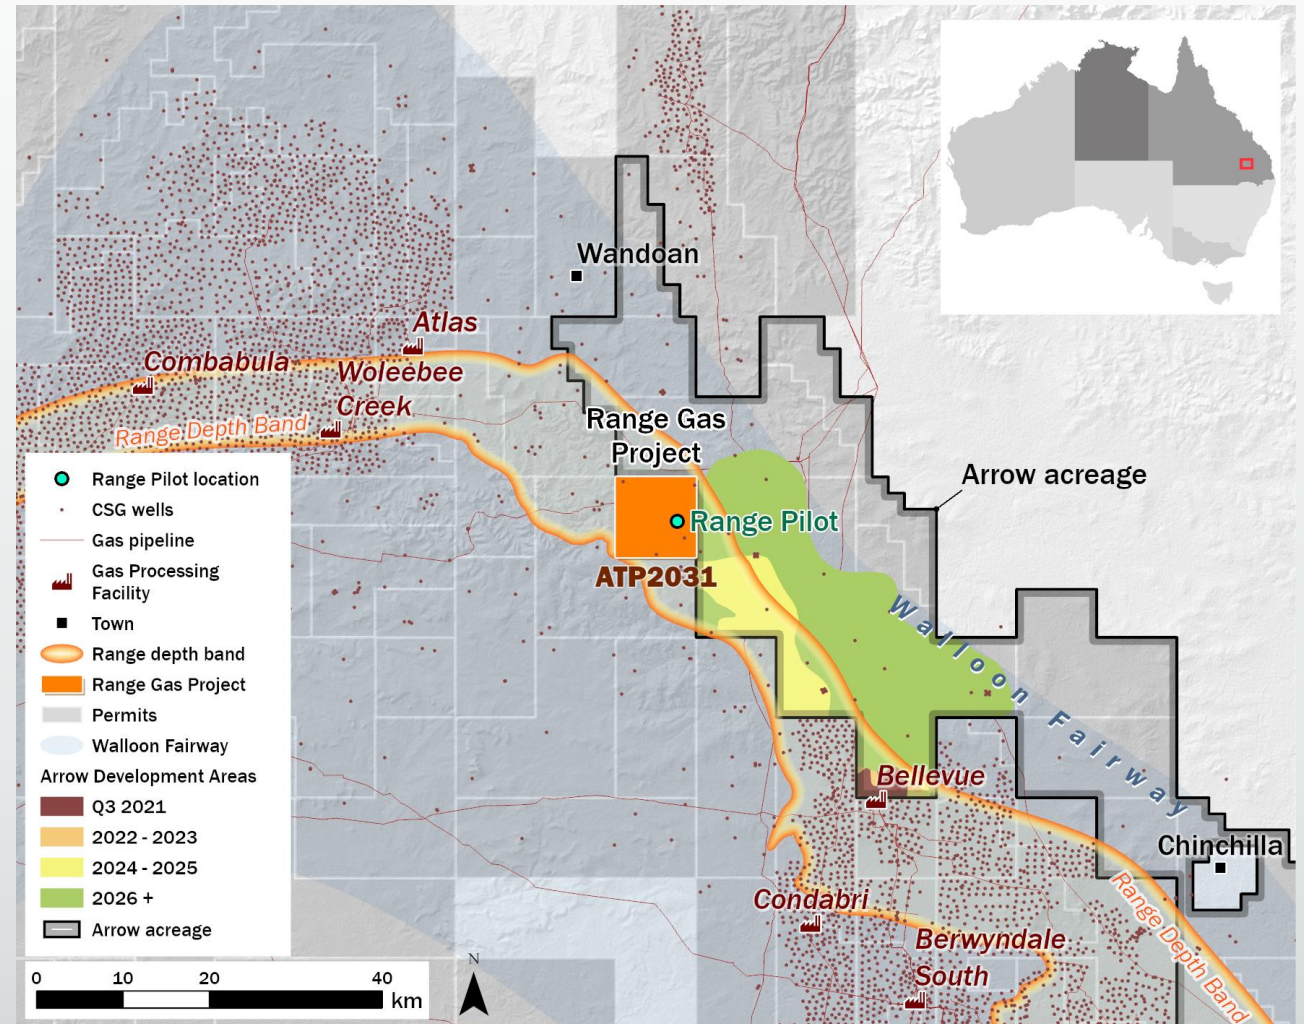 Wandoan
Atlas
Combabula
Woleebee
Creek
Range Depth Band
Range Gas
Project
Arrow acreage
Range Pilot
ATP2031
Walloon Fairway
Bellevue
Chinchilla
Condabri
Berwyndale
South
Range Depth Band
Range Pilot location
CSG wells
Gas pipeline
Gas Processing
Facility
Town
Range depth band
Range Gas Project
Permits
Walloon Fairway
Arrow Development Areas
Q3 2021
2022 - 2023
2024 - 2025
2026 +
Arrow acreage
0 10 20 40
km
N